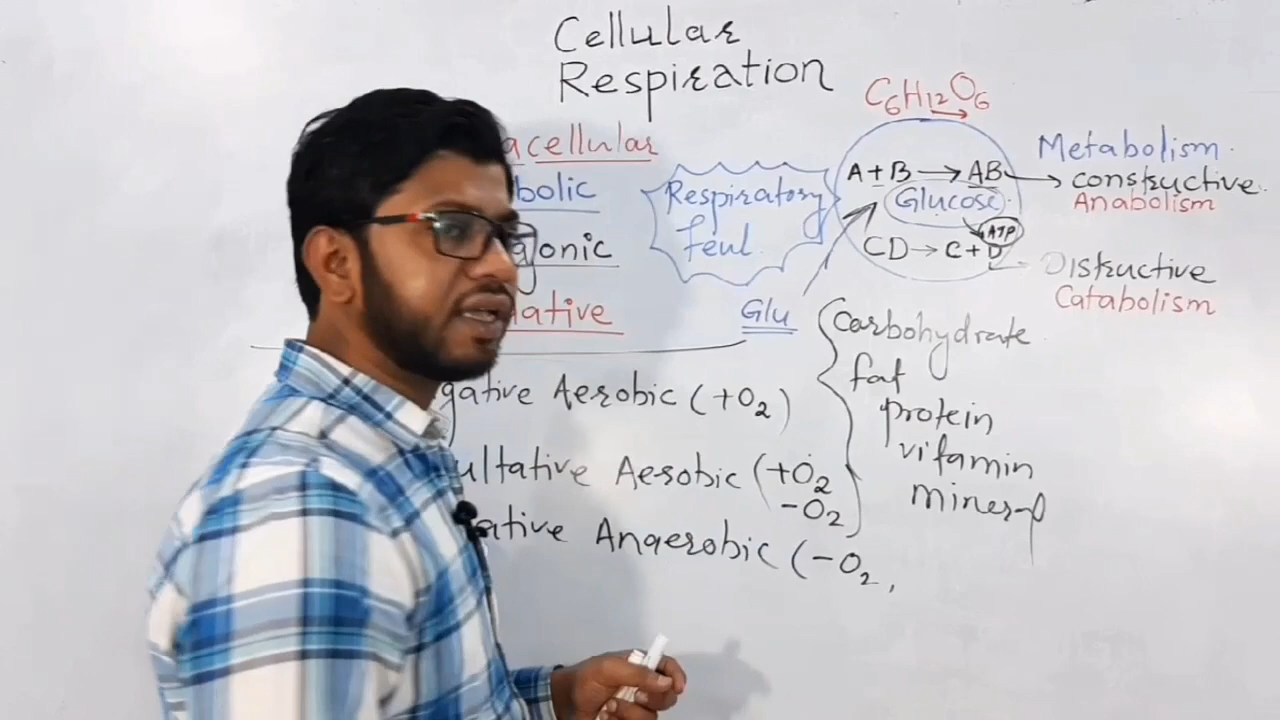 Cellular
Respiration
C6H12O6
acellular
bolic
gonic
ative
Respiratory
feul.
A + B → AB
Glucose
ATP
CD → C + D
Metabolism.
constructive.
Anabolism
Distructive
Catabolism
Glu
Carbohydrate
fat
protein
vitamin
gative Aerobic (+O2)
ultative Aerobic (+O2
-O2)
ative Anaerobic (-O2,